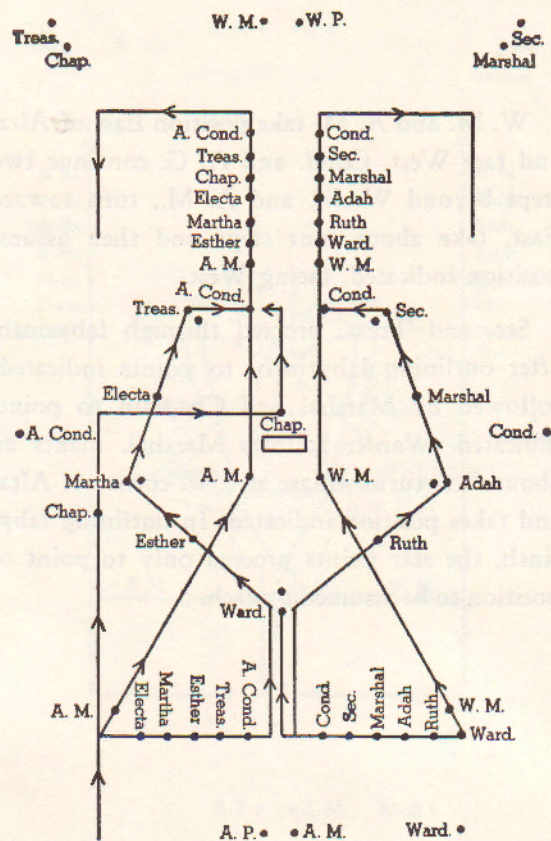 W. M. W. P.
Treas. Sec.
Chap. Marshal
A. Cond. Cond.
Treas. Sec.
Chap. Marshal
Electa Adah
Martha Ruth
Esther Ward.
A. M. W. M.
A. Cond.
Treas. Cond. Sec.
Electa Marshal
Chap.
A. Cond. Cond.
Martha A. M. W. M. Adah
Chap.
Esther Ruth
Ward.
A. M. Electa Martha Esther Treas. A. Cond. Cond. Sec. Marshal Adah Ruth W. M.
Ward.
A. P. A. M. Ward.